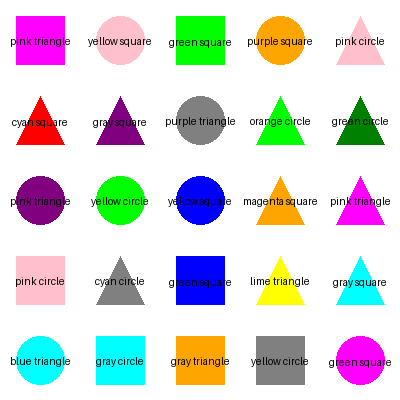 pink triangle yellow square green square purple square pink circle
cyan square gray square purple triangle orange circle green circle
pink triangle yellow circle yellow square magenta square pink triangle
pink circle cyan circle green square lime triangle gray square
blue triangle gray circle gray triangle yellow circle green square